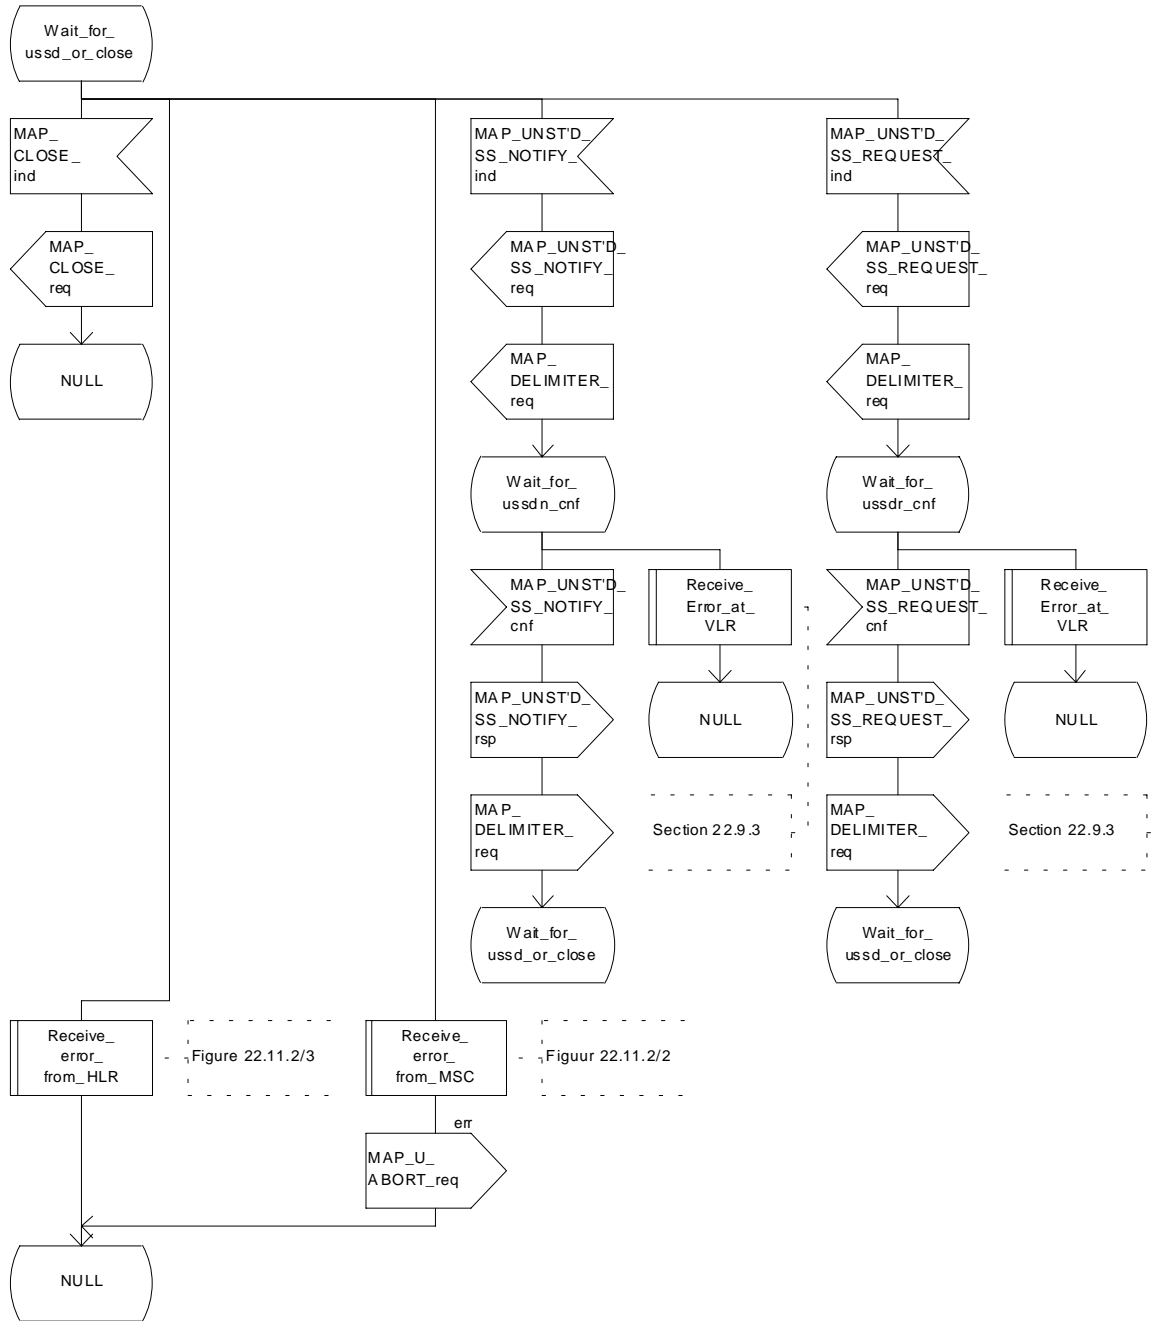 Wait_for_
ussd_or_close
MAP_
CLOSE_
ind
MAP_UNST'D_
SS_NOTIFY_
ind
MAP_UNST'D_
SS_REQUEST_
ind
MAP_
CLOSE_
req
MAP_UNST'D_
SS_NOTIFY_
req
MAP_UNST'D_
SS_REQUEST_
req
NULL
MAP_
DELIMITER_
req
MAP_
DELIMITER_
req
Wait_for_
ussdn_cnf
Wait_for_
ussdr_cnf
MAP_UNST'D_
SS_NOTIFY_
cnf
Receive_
Error_at_
VLR
MAP_UNST'D_
SS_REQUEST_
cnf
Receive_
Error_at_
VLR
MAP_UNST'D_
SS_NOTIFY_
rsp
NULL
MAP_UNST'D_
SS_REQUEST_
rsp
NULL
MAP_
DELIMITER_
req
Section 22.9.3
MAP_
DELIMITER_
req
Section 22.9.3
Wait_for_
ussd_or_close
Wait_for_
ussd_or_close
Receive_
error_
from_HLR
Figure 22.11.2/3
Receive_
error_
from_MSC
Figuur 22.11.2/2
err
MAP_U_
ABORT_req
NULL